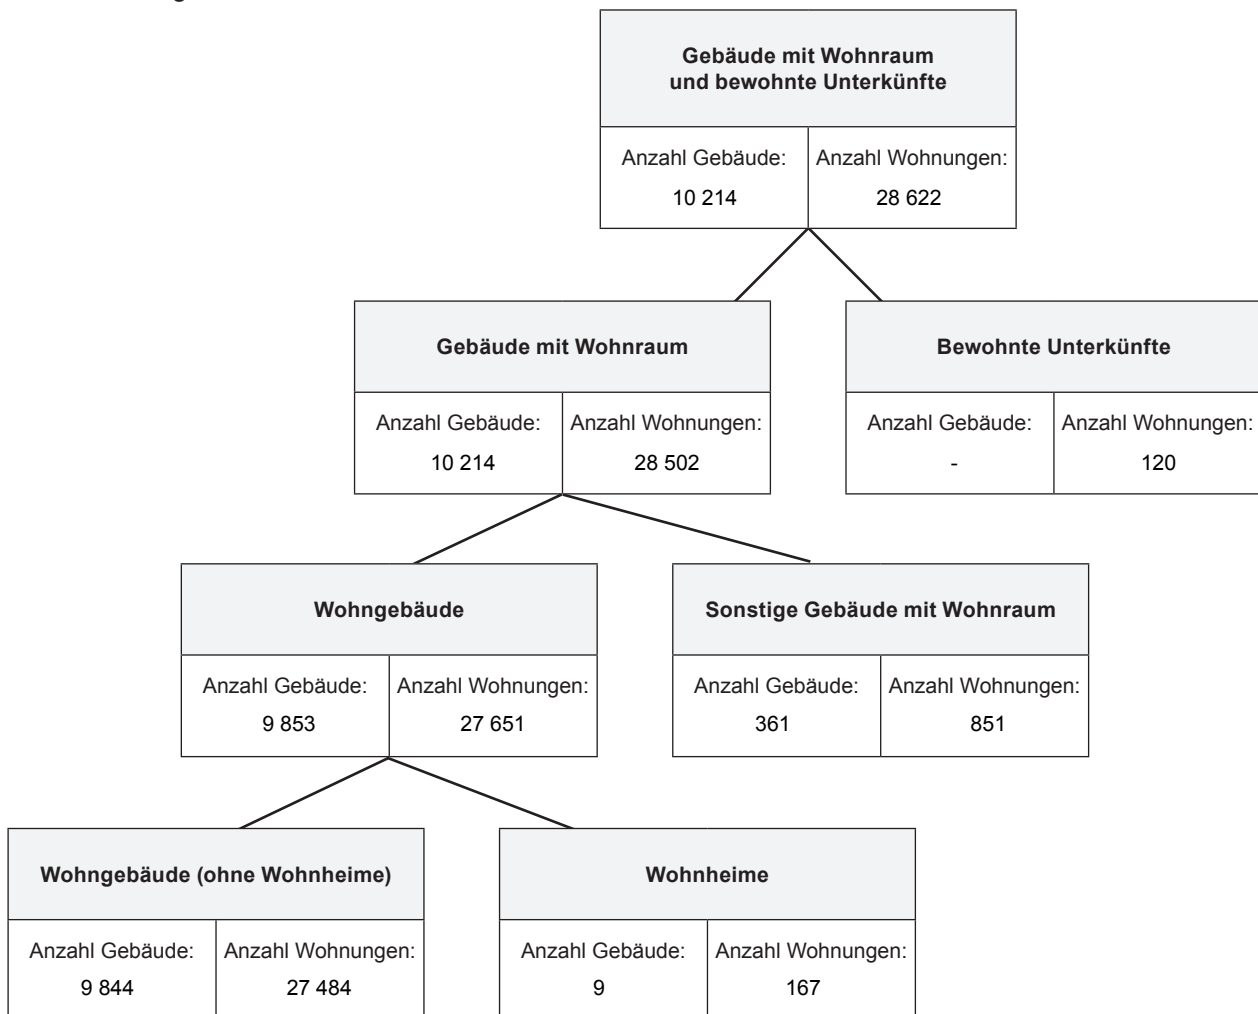 Gebäude mit Wohnraum
und bewohnte Unterkünfte
Anzahl Gebäude: Anzahl Wohnungen:
10 214 28 622
Gebäude mit Wohnraum Bewohnte Unterkünfte
Anzahl Gebäude: Anzahl Wohnungen: Anzahl Gebäude: Anzahl Wohnungen:
10 214 28 502 - 120
Wohngebäude Sonstige Gebäude mit Wohnraum
Anzahl Gebäude: Anzahl Wohnungen: Anzahl Gebäude: Anzahl Wohnungen:
9 853 27 651 361 851
Wohngebäude (ohne Wohnheime) Wohnheime
Anzahl Gebäude: Anzahl Wohnungen: Anzahl Gebäude: Anzahl Wohnungen:
9 844 27 484 9 167